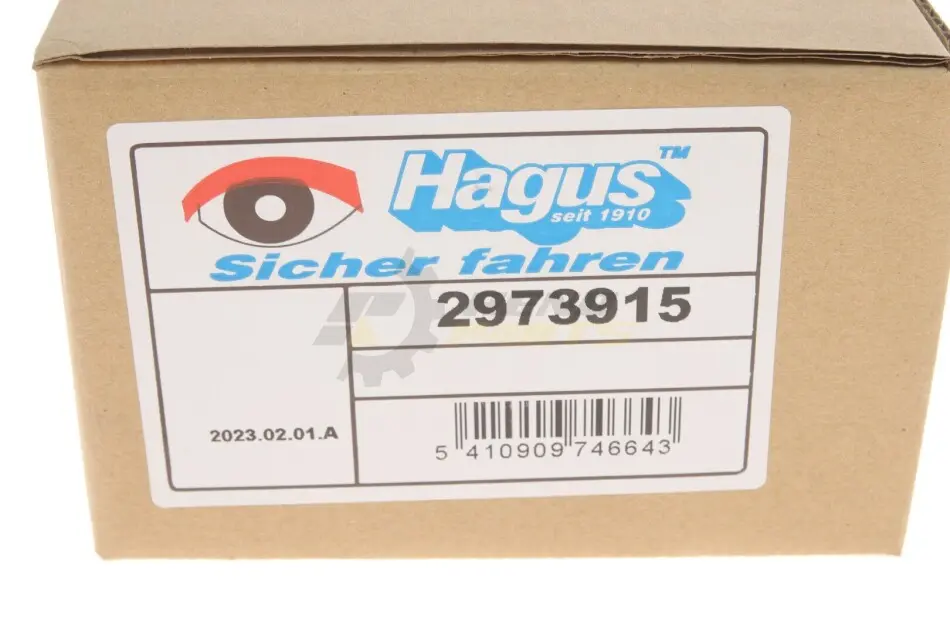 Hagus™
seit 1910
Sicher fahren
2973915
2023.02.01.A
5 410909 746643